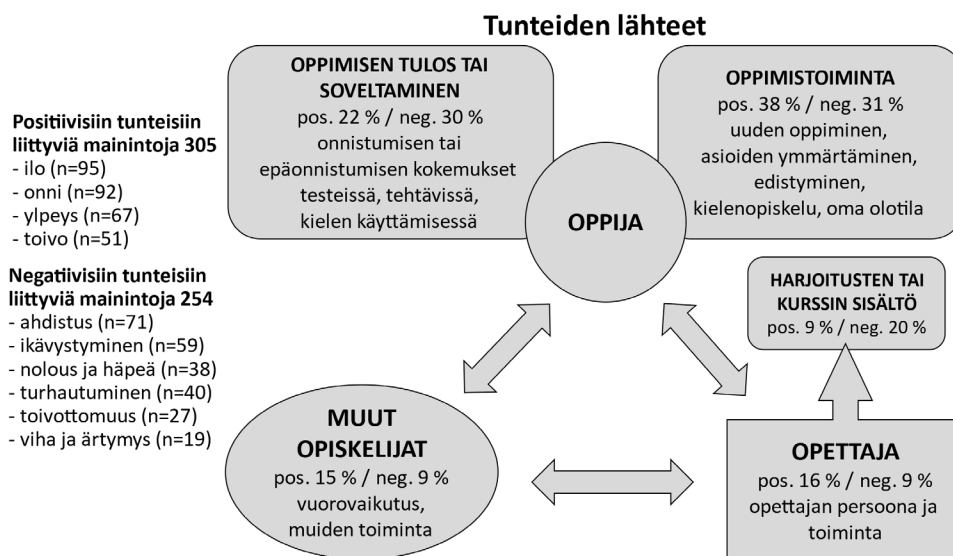 Tunteiden lähteet
OPPIMISEN TULOS TAI
SOVELTAMINEN
pos. 22 % / neg. 30 %
onnistumisen tai
epäonnistumisen kokemukset
testeissä, tehtävissä,
kielen käyttämisessä
OPPIMISTOIMINTA
pos. 38 % / neg. 31 %
uuden oppiminen,
asioiden ymmärtäminen,
edistyminen,
kielenopiskelu, oma olotila
OPPIJA
Positiivisiin tunteisiin
liittyviä mainintoja 305
- ilo (n=95)
- onni (n=92)
- ylpeys (n=67)
- toivo (n=51)
Negatiivisiin tunteisiin
liittyviä mainintoja 254
- ahdistus (n=71)
- ikävystyminen (n=59)
- nolous ja häpeä (n=38)
- turhautuminen (n=40)
- toivottomuus (n=27)
- viha ja ärtymys (n=19)
HARJOITUSTEN TAI
KURSSIN SISÄLTÖ
pos. 9 % / neg. 20 %
MUUT
OPISKELIJAT
pos. 15 % / neg. 9 %
vuorovaikutus,
muiden toiminta
OPETTAJA
pos. 16 % / neg. 9 %
opettajan persoona ja
toiminta